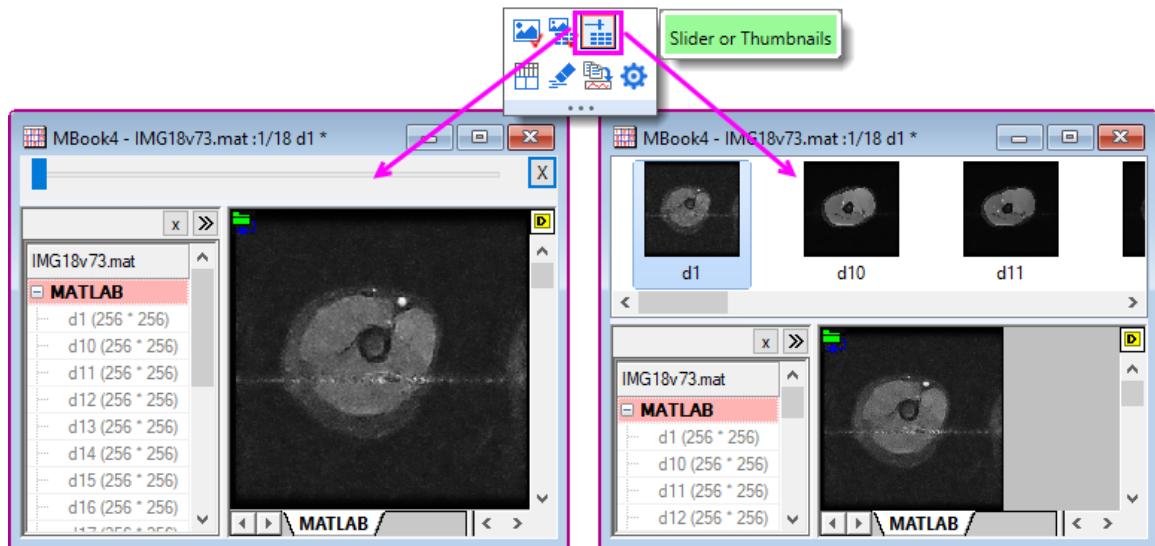 Slider or Thumbnails
MBook4 - IMG18v73.mat :1/18 d1 *
X
x
IMG18v73.mat
MATLAB
d1 (256 * 256)
d10 (256 * 256)
d11 (256 * 256)
d12 (256 * 256)
d13 (256 * 256)
d14 (256 * 256)
d15 (256 * 256)
d16 (256 * 256)
d17 (256 * 256)
D
MATLAB
MBook4 - IMG18v73.mat :1/18 d1 *
d1
d10
d11
x
IMG18v73.mat
MATLAB
d1 (256 * 256)
d10 (256 * 256)
d11 (256 * 256)
d12 (256 * 256)
D
MATLAB